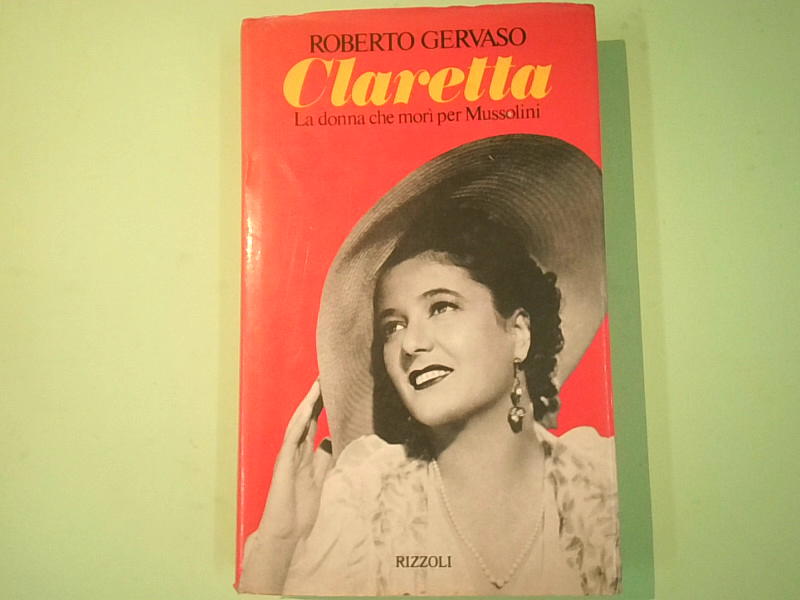 ROBERTO GERVASO
Claretta
La donna che morì per Mussolini
RIZZOLI